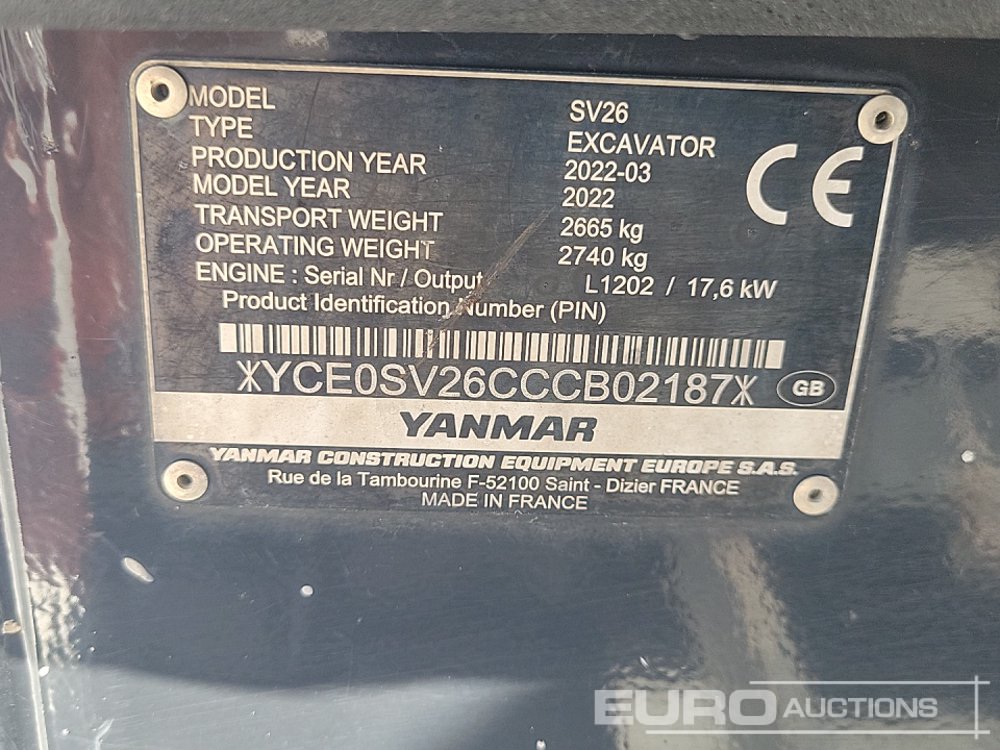 MODEL SV26
TYPE EXCAVATOR
PRODUCTION YEAR 2022-03
MODEL YEAR 2022
TRANSPORT WEIGHT 2665 kg
OPERATING WEIGHT 2740 kg
ENGINE : Serial Nr / Output L1202 / 17,6 kW
Product Identification Number (PIN)
CE
XYCE0SV26CCCB02187X GB
YANMAR
YANMAR CONSTRUCTION EQUIPMENT EUROPE S.A.S.
Rue de la Tambourine F-52100 Saint - Dizier FRANCE
MADE IN FRANCE
EURO AUCTIONS